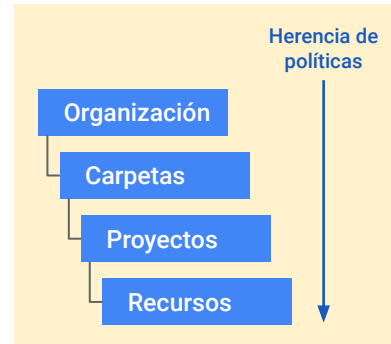 Herencia de
políticas
Organización
Carpetas
Proyectos
Recursos